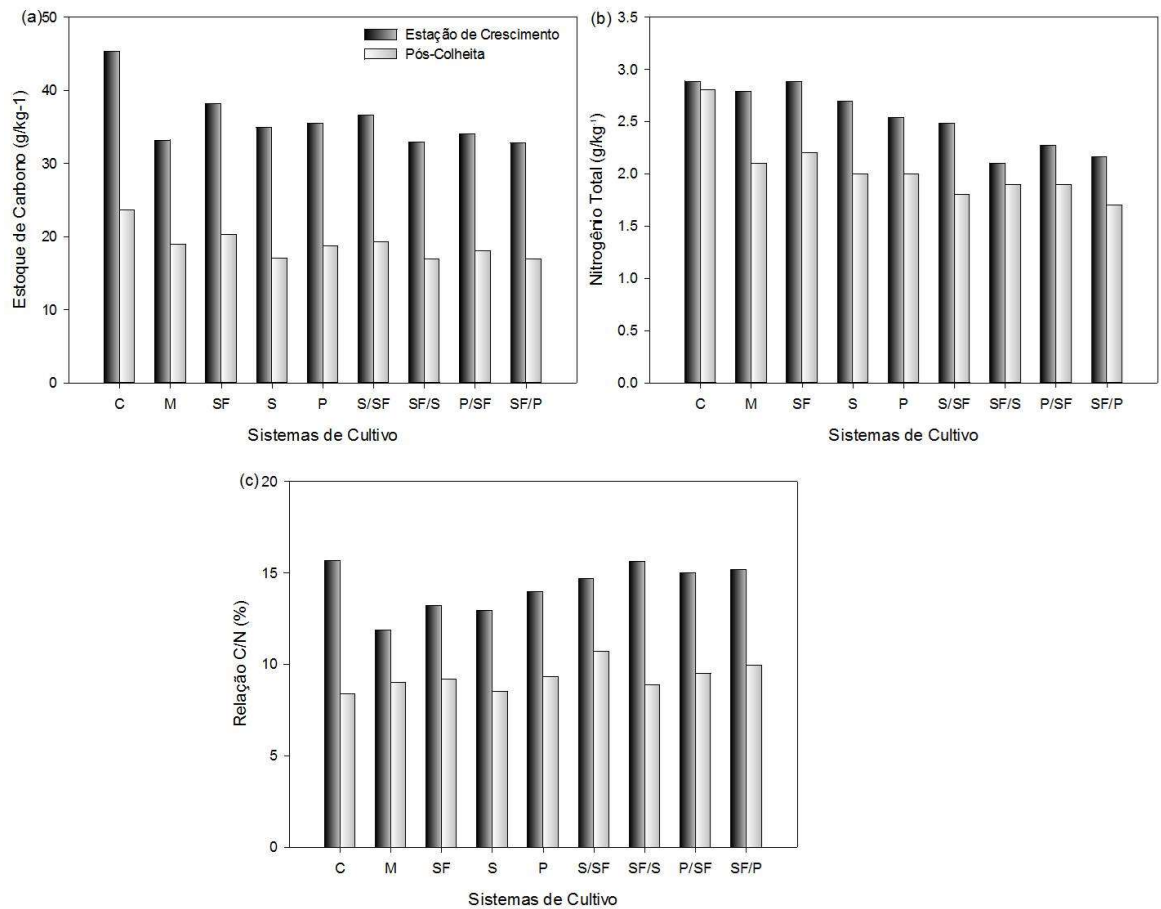 (a)
50
40
30
20
10
0
Estoque de Carbono (g/kg-1)
Estação de Crescimento
Pós-Colheita
C M SF S P S/SF SF/S P/SF SF/P
Sistemas de Cultivo
(b)
3.5
3.0
2.5
2.0
1.5
1.0
0.5
0.0
Nitrogênio Total (g/kg⁻¹)
C M SF S P S/SF SF/S P/SF SF/P
Sistemas de Cultivo
(c)
20
15
10
5
0
Relação C/N (%)
C M SF S P S/SF SF/S P/SF SF/P
Sistemas de Cultivo